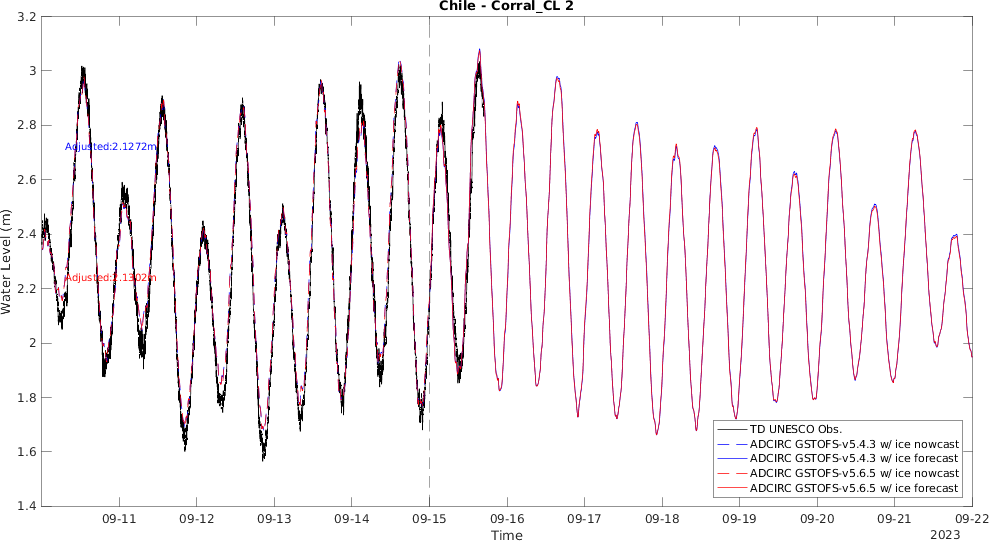 Chile - Corral_CL 2
3.2
3
2.8
2.6
2.4
2.2
2
1.8
1.6
1.4
Water Level (m)
Adjusted:2.1272m
Adjusted:2.1302m
TD UNESCO Obs.
ADCIRC GSTOFS-v5.4.3 w/ ice nowcast
ADCIRC GSTOFS-v5.4.3 w/ ice forecast
ADCIRC GSTOFS-v5.6.5 w/ ice nowcast
ADCIRC GSTOFS-v5.6.5 w/ ice forecast
09-11 09-12 09-13 09-14 09-15 09-16 09-17 09-18 09-19 09-20 09-21 09-22
Time
2023